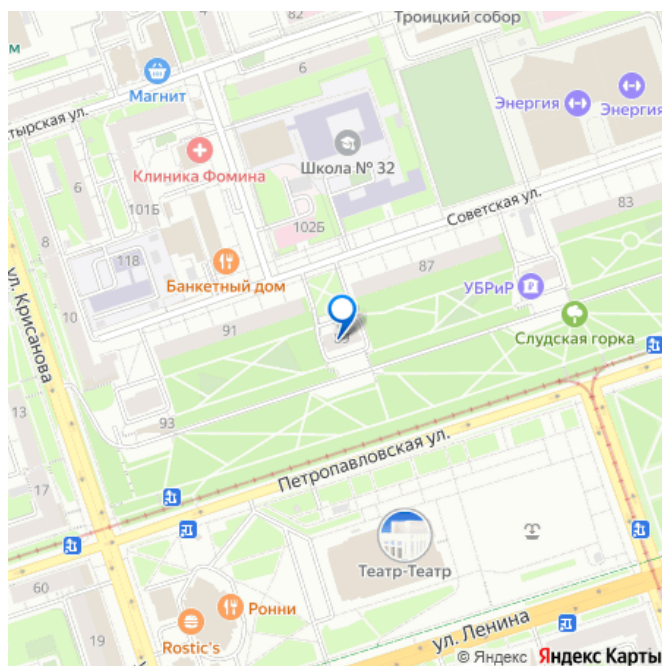 82
Троицкий собор
м
Магнит
6
Энергия
Энергия
тырская ул.
Клиника Фомина
Школа № 32
6
101Б
102Б
Советская ул.
83
8
118
Банкетный дом
87
УБРиР
ул. Крисанова
10
91
Слудская горка
13
93
17
Петропавловская ул.
Театр-Театр
60
19
Ронни
Rostic's
ул. Ленина
© Яндекс Яндекс Карты